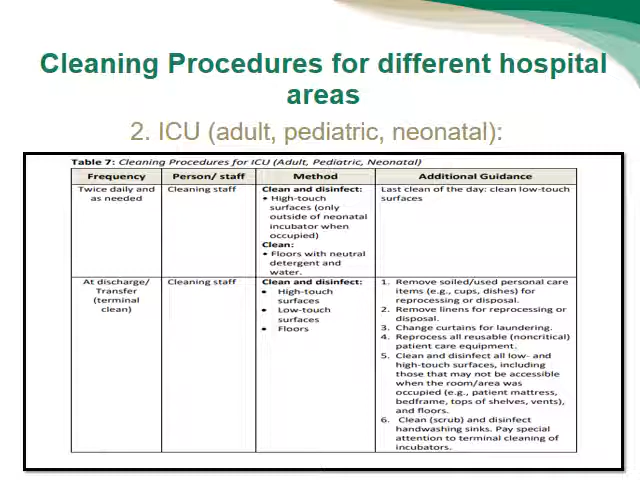 Cleaning Procedures for different hospital
areas
2. ICU (adult, pediatric, neonatal):
Table 7: Cleaning Procedures for ICU (Adult, Pediatric, Neonatal)
Frequency Person/ staff Method Additional Guidance
Twice daily and
as needed
Cleaning staff
Clean and disinfect:
• High-touch
surfaces (only
outside of neonatal
incubator when
occupied)
Clean:
• Floors with neutral
detergent and
water.
Last clean of the day: clean low-touch
surfaces
At discharge/
Transfer
(terminal
clean)
Cleaning staff
Clean and disinfect:
• High-touch
surfaces
• Low-touch
surfaces
• Floors
1. Remove soiled/used personal care
items (e.g., cups, dishes) for
reprocessing or disposal.
2. Remove linens for reprocessing or
disposal.
3. Change curtains for laundering.
4. Reprocess all reusable (noncritical)
patient care equipment.
5. Clean and disinfect all low- and
high-touch surfaces, including
those that may not be accessible
when the room/area was
occupied (e.g., patient mattress,
bedframe, tops of shelves, vents),
and floors.
6. Clean (scrub) and disinfect
handwashing sinks. Pay special
attention to terminal cleaning of
incubators.